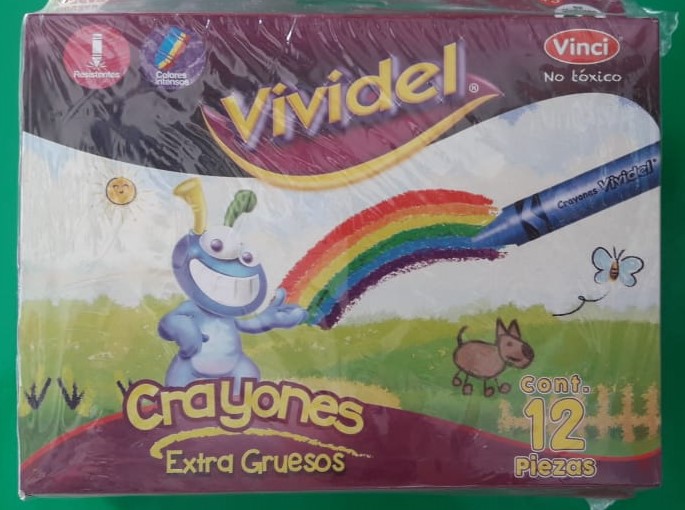 Resistentes
Colores
intensos
Vividel®
Vinci
No tóxico
Crayones Vividel®
Crayones
Extra Gruesos
cont.
12
Piezas